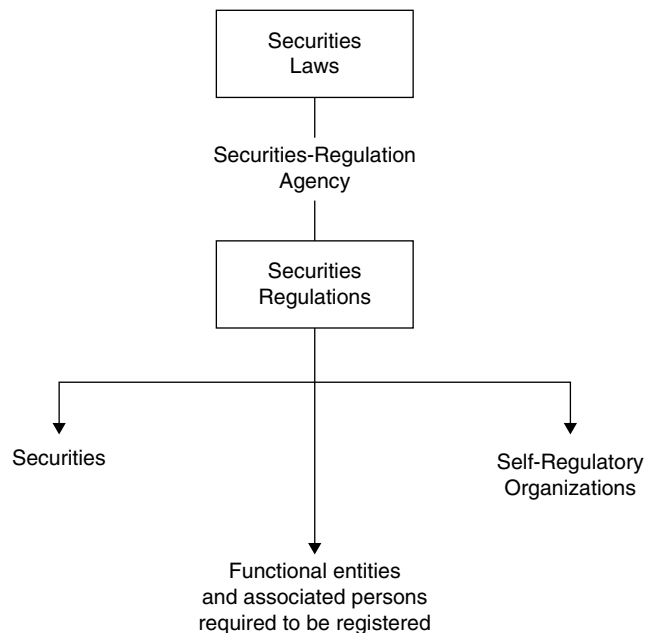 Securities
Laws
Securities-Regulation
Agency
Securities
Regulations
Securities
Self-Regulatory
Organizations
Functional entities
and associated persons
required to be registered